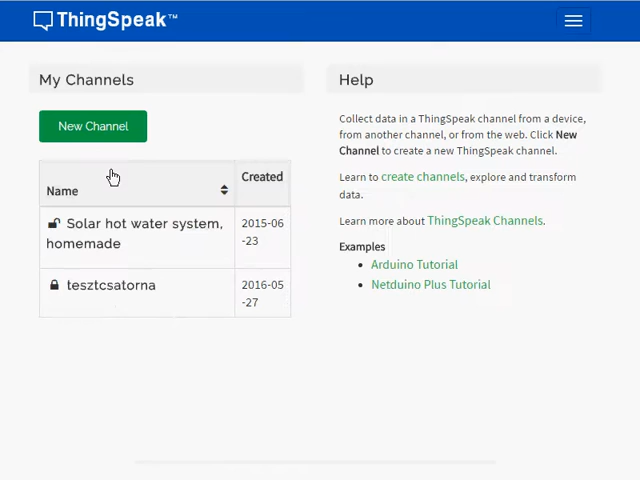 ThingSpeak™
My Channels
New Channel
Name
Created
Solar hot water system,
homemade
2015-06
-23
tesztcsatorna
2016-05
-27
Help
Collect data in a ThingSpeak channel from a device,
from another channel, or from the web. Click New
Channel to create a new ThingSpeak channel.
Learn to create channels, explore and transform
data.
Learn more about ThingSpeak Channels.
Examples
Arduino Tutorial
Netduino Plus Tutorial